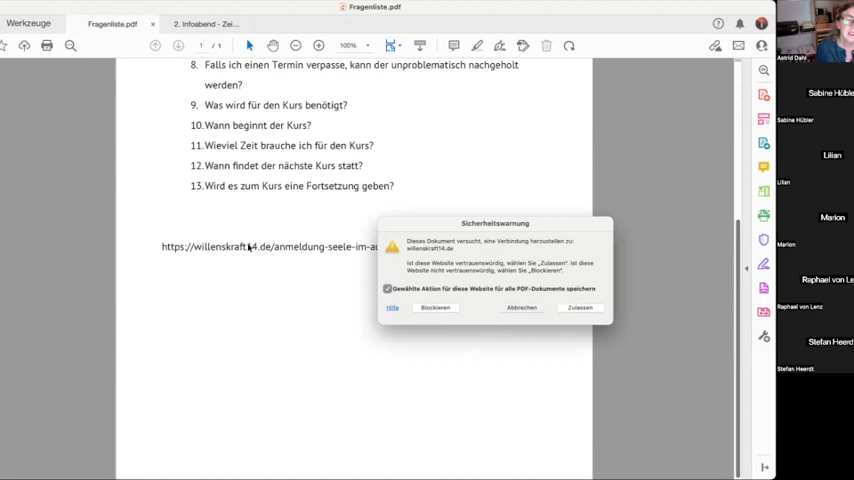 Fragenliste.pdf
Werkzeuge
Fragenliste.pdf ×
2. Infoabend - Zei...
1 / 1
100%
8. Falls ich einen Termin verpasse, kann der unproblematisch nachgeholt
werden?
9. Was wird für den Kurs benötigt?
10. Wann beginnt der Kurs?
11. Wieviel Zeit brauche ich für den Kurs?
12. Wann findet der nächste Kurs statt?
13. Wird es zum Kurs eine Fortsetzung geben?
https://willenskraft14.de/anmeldung-seele-im-au
Sicherheitswarnung
Dieses Dokument versucht, eine Verbindung herzustellen zu:
willenskraft14.de
Ist diese Website vertrauenswürdig, wählen Sie „Zulassen". Ist diese
Website nicht vertrauenswürdig, wählen Sie „Blockieren".
Gewählte Aktion für diese Website für alle PDF-Dokumente speichern
Hilfe
Blockieren
Abbrechen
Zulassen
Astrid Dahl
Sabine Hübler
Sabine Hübler
Lilian
Lilian
Marion
Marion
Raphael von Lenz
Raphael von Lenz
Stefan Heerdt
Stefan Heerdt